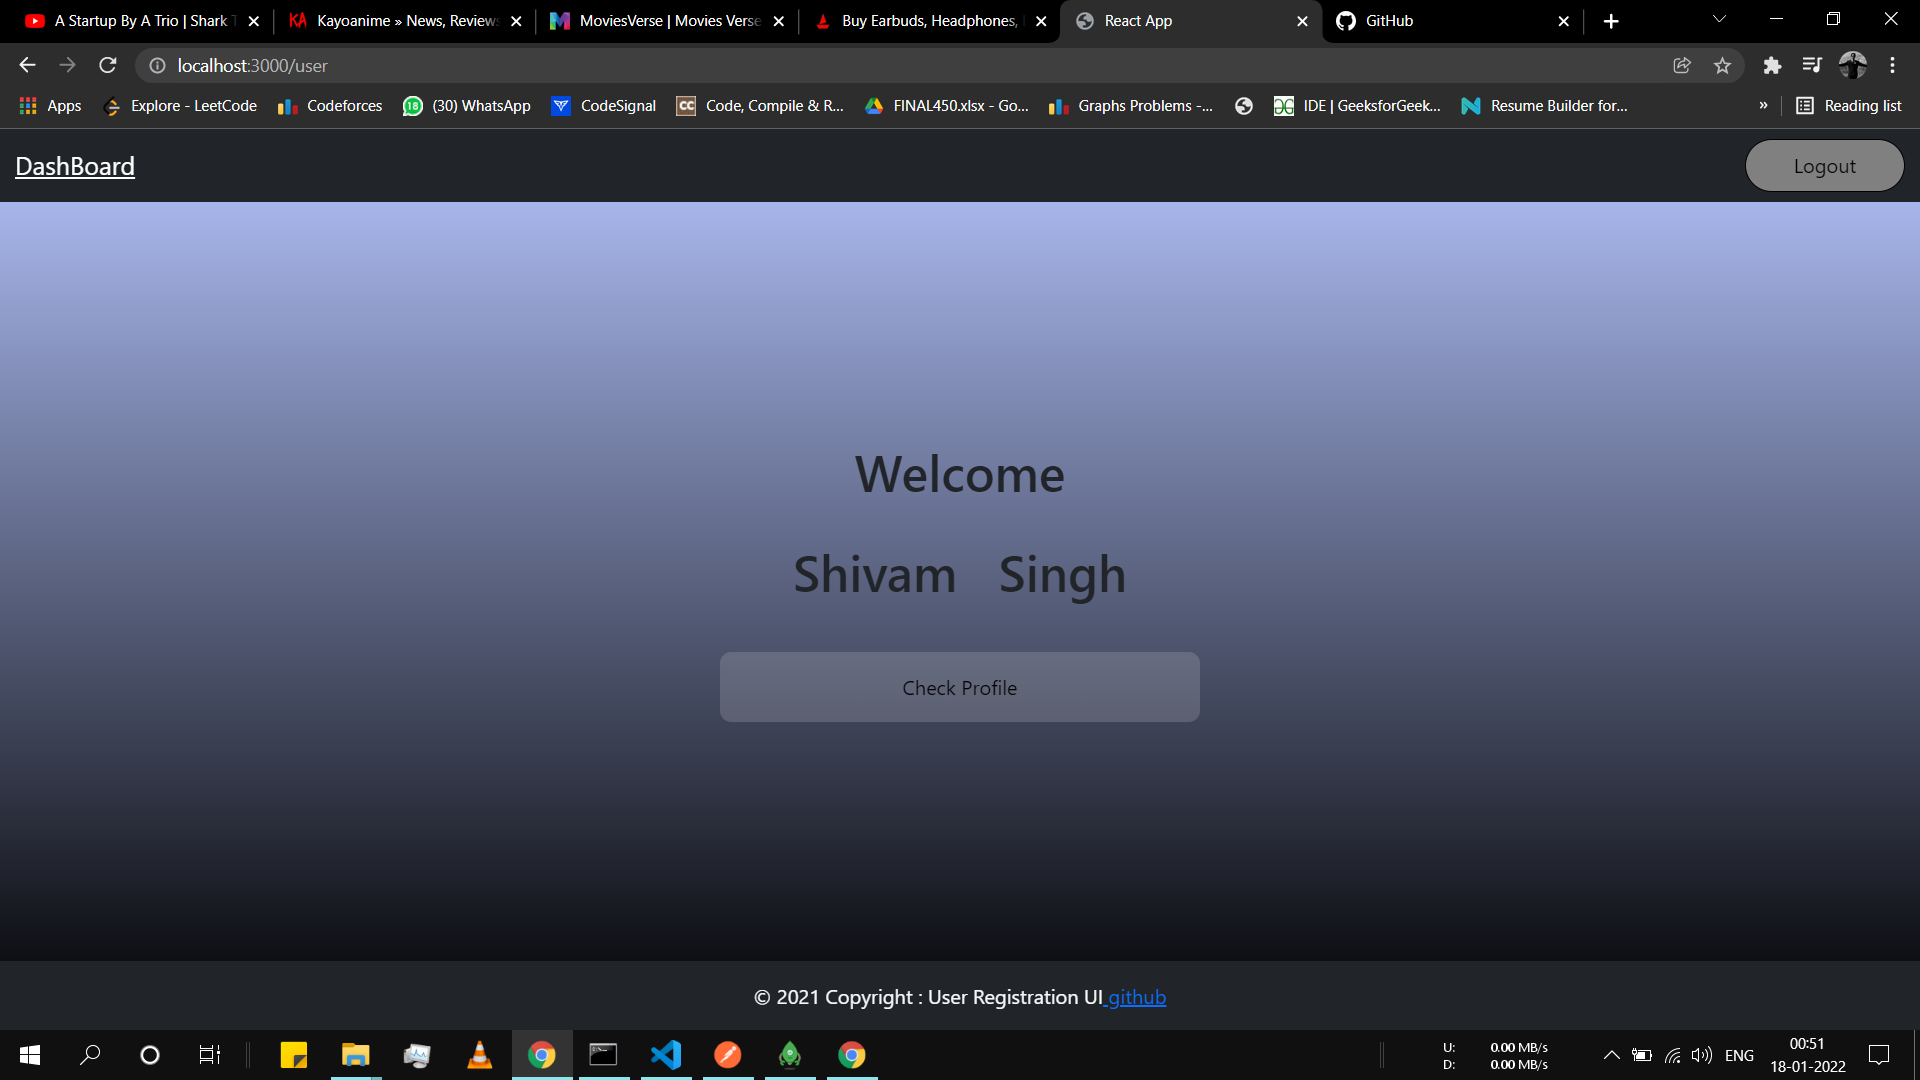 A Startup By A Trio | Shark
Kayoanime » News, Reviews
MoviesVerse | Movies Verse
Buy Earbuds, Headphones,
React App
GitHub
localhost:3000/user
Apps
Explore - LeetCode
Codeforces
(30) WhatsApp
CodeSignal
Code, Compile & R...
FINAL450.xlsx - Go...
Graphs Problems -...
IDE | GeeksforGeek...
Resume Builder for...
»
Reading list
DashBoard
Logout
Welcome
Shivam Singh
Check Profile
© 2021 Copyright : User Registration UI github
U: 0.00 MB/s
D: 0.00 MB/s
ENG
00:51
18-01-2022